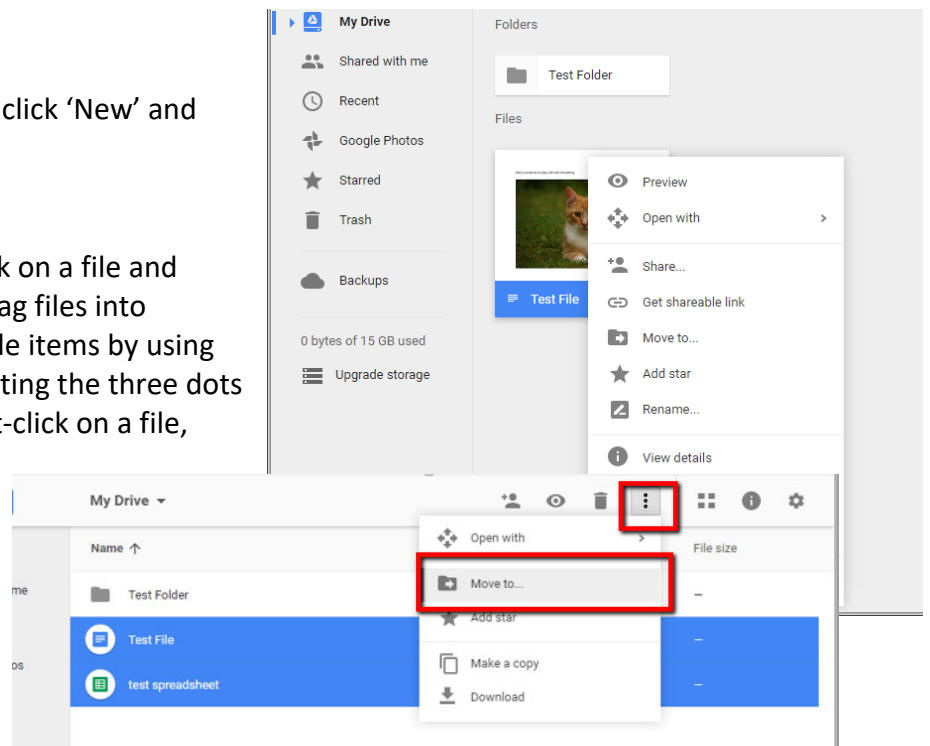 click ‘New’ and
k on a file and
ag files into
le items by using
ting the three dots
t-click on a file,
My Drive
Shared with me
Recent
Google Photos
Starred
Trash
Backups
0 bytes of 15 GB used
Upgrade storage
Folders
Test Folder
Files
Test File
Preview
Open with
Share...
Get shareable link
Move to...
Add star
Rename...
View details
My Drive
Name
File size
Test Folder
–
Test File
–
test spreadsheet
–
Open with
Move to...
Add star
Make a copy
Download
me
os